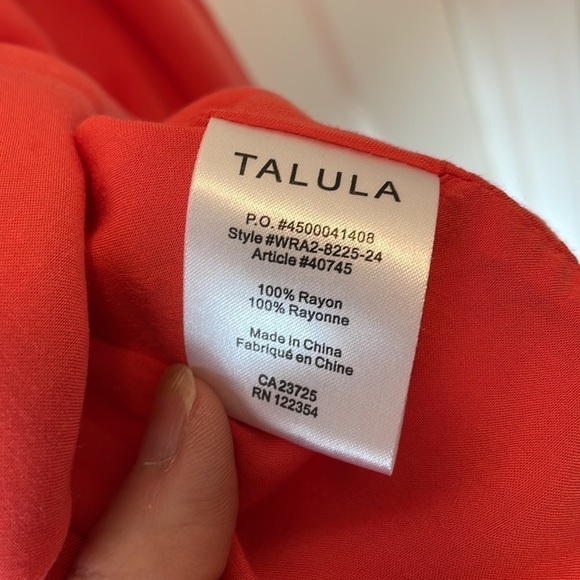 TALULA
P.O. #4500041408
Style #WRA2-8225-24
Article #40745
100% Rayon
100% Rayonne
Made in China
Fabriqué en Chine
CA 23725
RN 122354